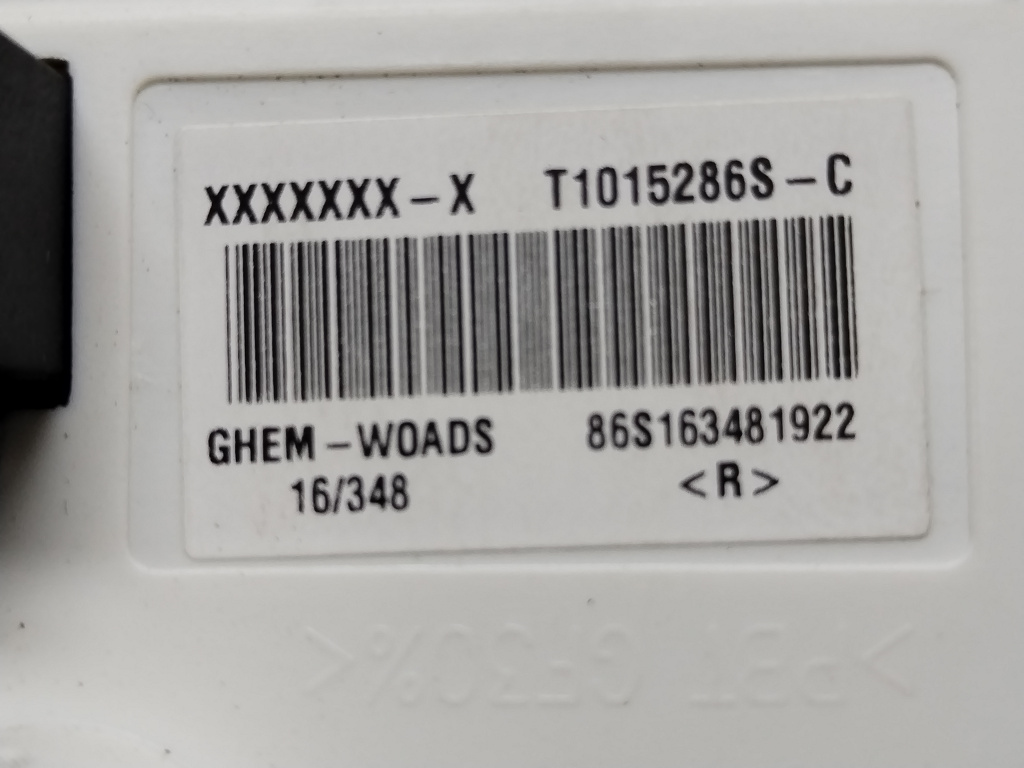 XXXXXXX-X T1015286S-C
GHEM-WOADS 86S163481922
16/348 <R>
>PBT GF30%<